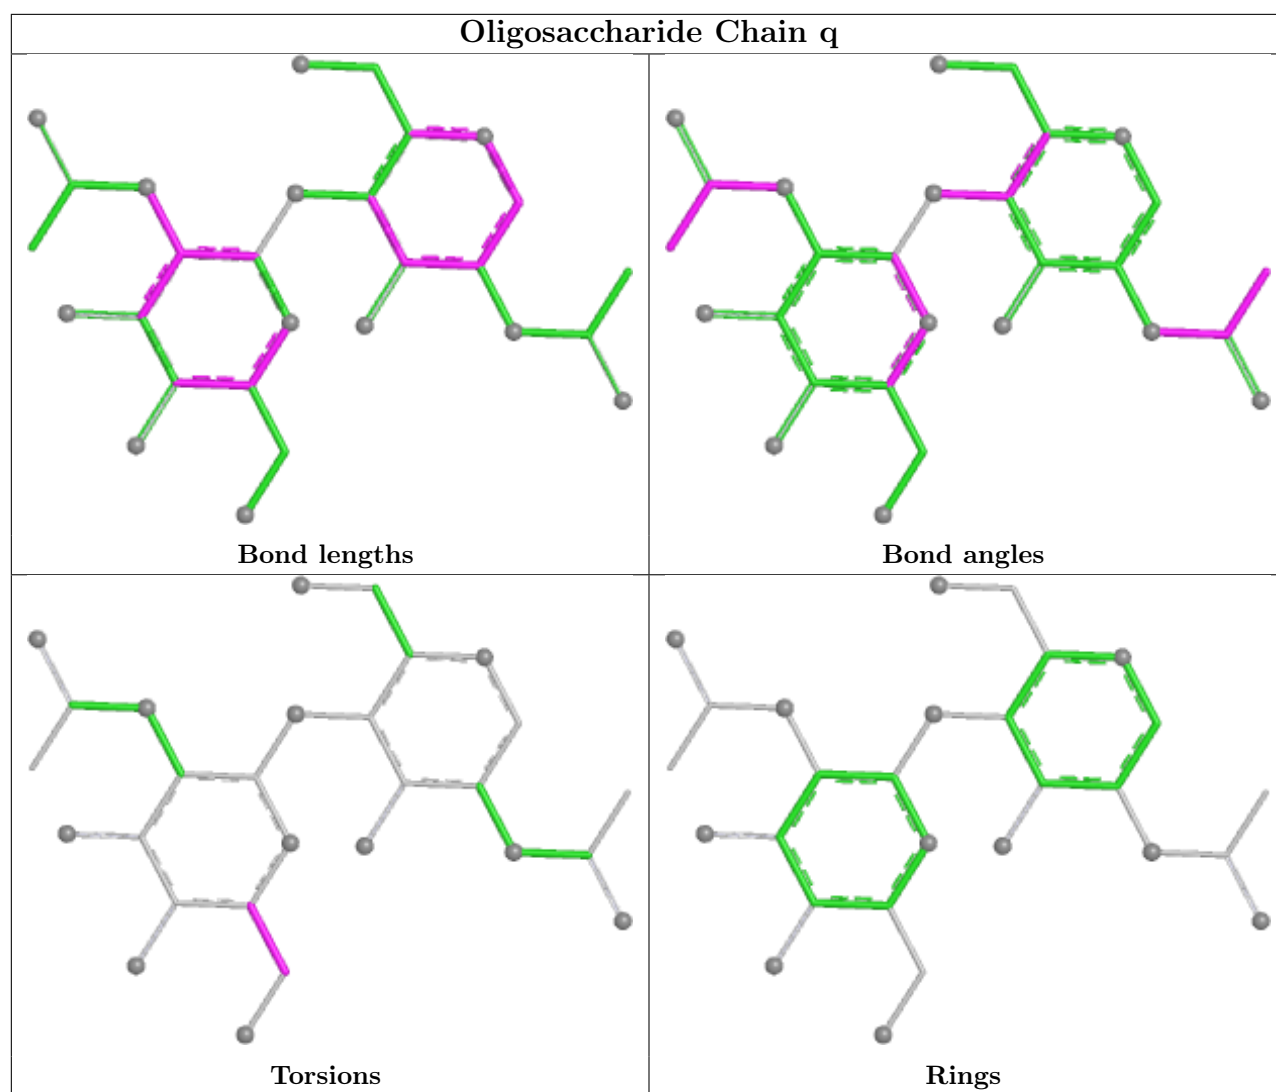 Oligosaccharide Chain q
Bond lengths
Bond angles
Torsions
Rings